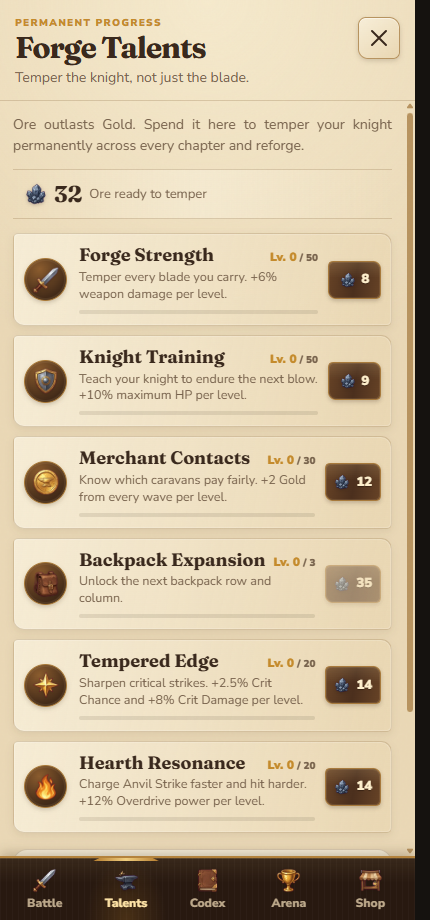 PERMANENT PROGRESS
Forge Talents
Temper the knight, not just the blade.
Ore outlasts Gold. Spend it here to temper your knight
permanently across every chapter and reforge.
32 Ore ready to temper
Forge Strength Lv. 0 / 50
Temper every blade you carry. +6%
weapon damage per level.
8
Knight Training Lv. 0 / 50
Teach your knight to endure the next blow.
+10% maximum HP per level.
9
Merchant Contacts Lv. 0 / 30
Know which caravans pay fairly. +2 Gold
from every wave per level.
12
Backpack Expansion Lv. 0 / 3
Unlock the next backpack row and
column.
35
Tempered Edge Lv. 0 / 20
Sharpen critical strikes. +2.5% Crit
Chance and +8% Crit Damage per level.
14
Hearth Resonance Lv. 0 / 20
Charge Anvil Strike faster and hit harder.
+12% Overdrive power per level.
14
Battle Talents Codex Arena Shop